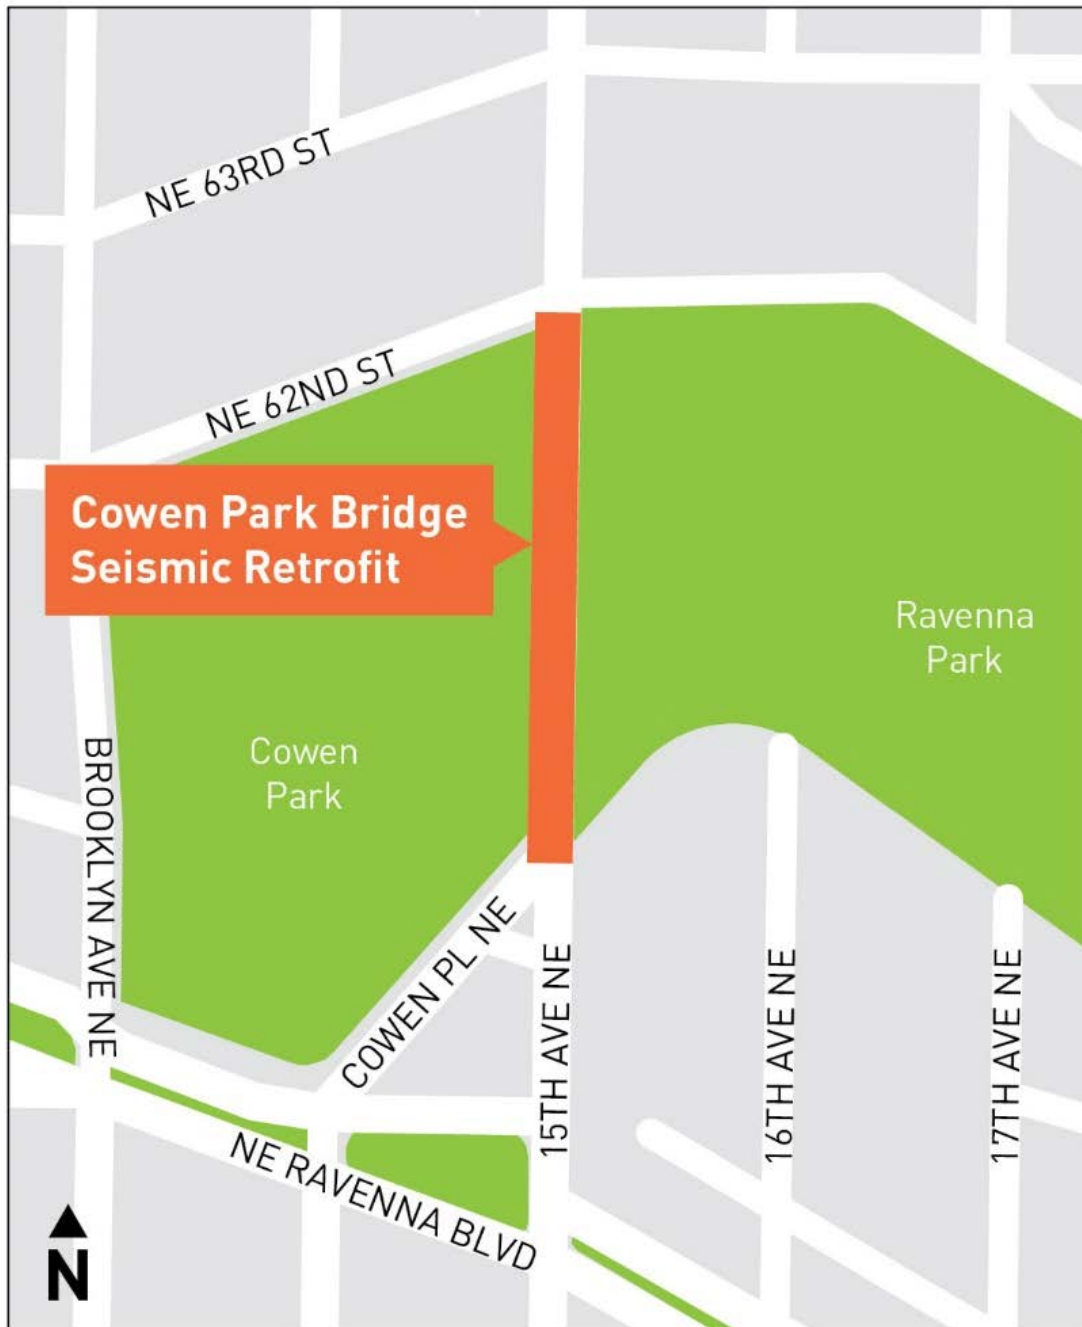 NE 63RD ST
NE 62ND ST
Cowen Park Bridge
Seismic Retrofit
Ravenna
Park
Cowen
Park
BROOKLYN AVE NE
COWEN PL NE
15TH AVE NE
16TH AVE NE
17TH AVE NE
NE RAVENNA BLVD
N